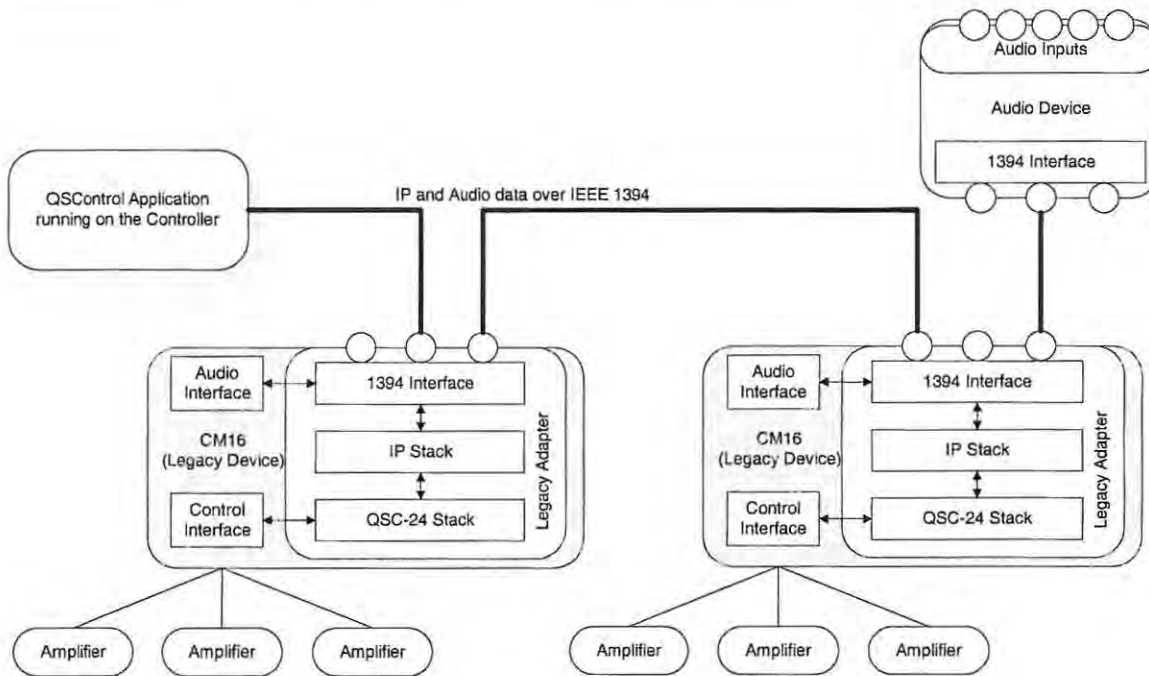 Audio Inputs
Audio Device
1394 Interface
QSControl Application
running on the Controller
IP and Audio data over IEEE 1394
Audio
Interface
1394 Interface
CM16
(Legacy Device)
IP Stack
Control
Interface
QSC-24 Stack
Legacy Adapter
Audio
Interface
1394 Interface
CM16
(Legacy Device)
IP Stack
Control
Interface
QSC-24 Stack
Legacy Adapter
Amplifier
Amplifier
Amplifier
Amplifier
Amplifier
Amplifier